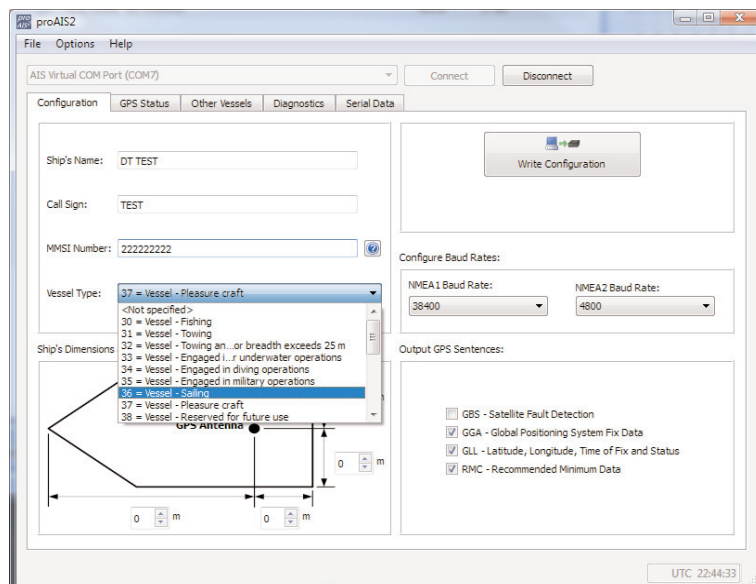 pro AIS2 proAIS2
File Options Help
AIS Virtual COM Port (COM7) Connect Disconnect
Configuration GPS Status Other Vessels Diagnostics Serial Data
Ship's Name: DT TEST
Write Configuration
Call Sign: TEST
MMSI Number: 222222222
Configure Baud Rates:
Vessel Type: 37 = Vessel - Pleasure craft
NMEA1 Baud Rate: NMEA2 Baud Rate:
38400 4800
<Not specified>
30 = Vessel - Fishing
31 = Vessel - Towing
32 = Vessel - Towing an...or breadth exceeds 25 m
33 = Vessel - Engaged i...r underwater operations
34 = Vessel - Engaged in diving operations
35 = Vessel - Engaged in military operations
36 = Vessel - Sailing
37 = Vessel - Pleasure craft
38 = Vessel - Reserved for future use
Ship's Dimensions
Output GPS Sentences:
GPS Antenna
m
0 m
0 m 0 m
GBS - Satellite Fault Detection
GGA - Global Positioning System Fix Data
GLL - Latitude, Longitude, Time of Fix and Status
RMC - Recommended Minimum Data
UTC 22:44:33